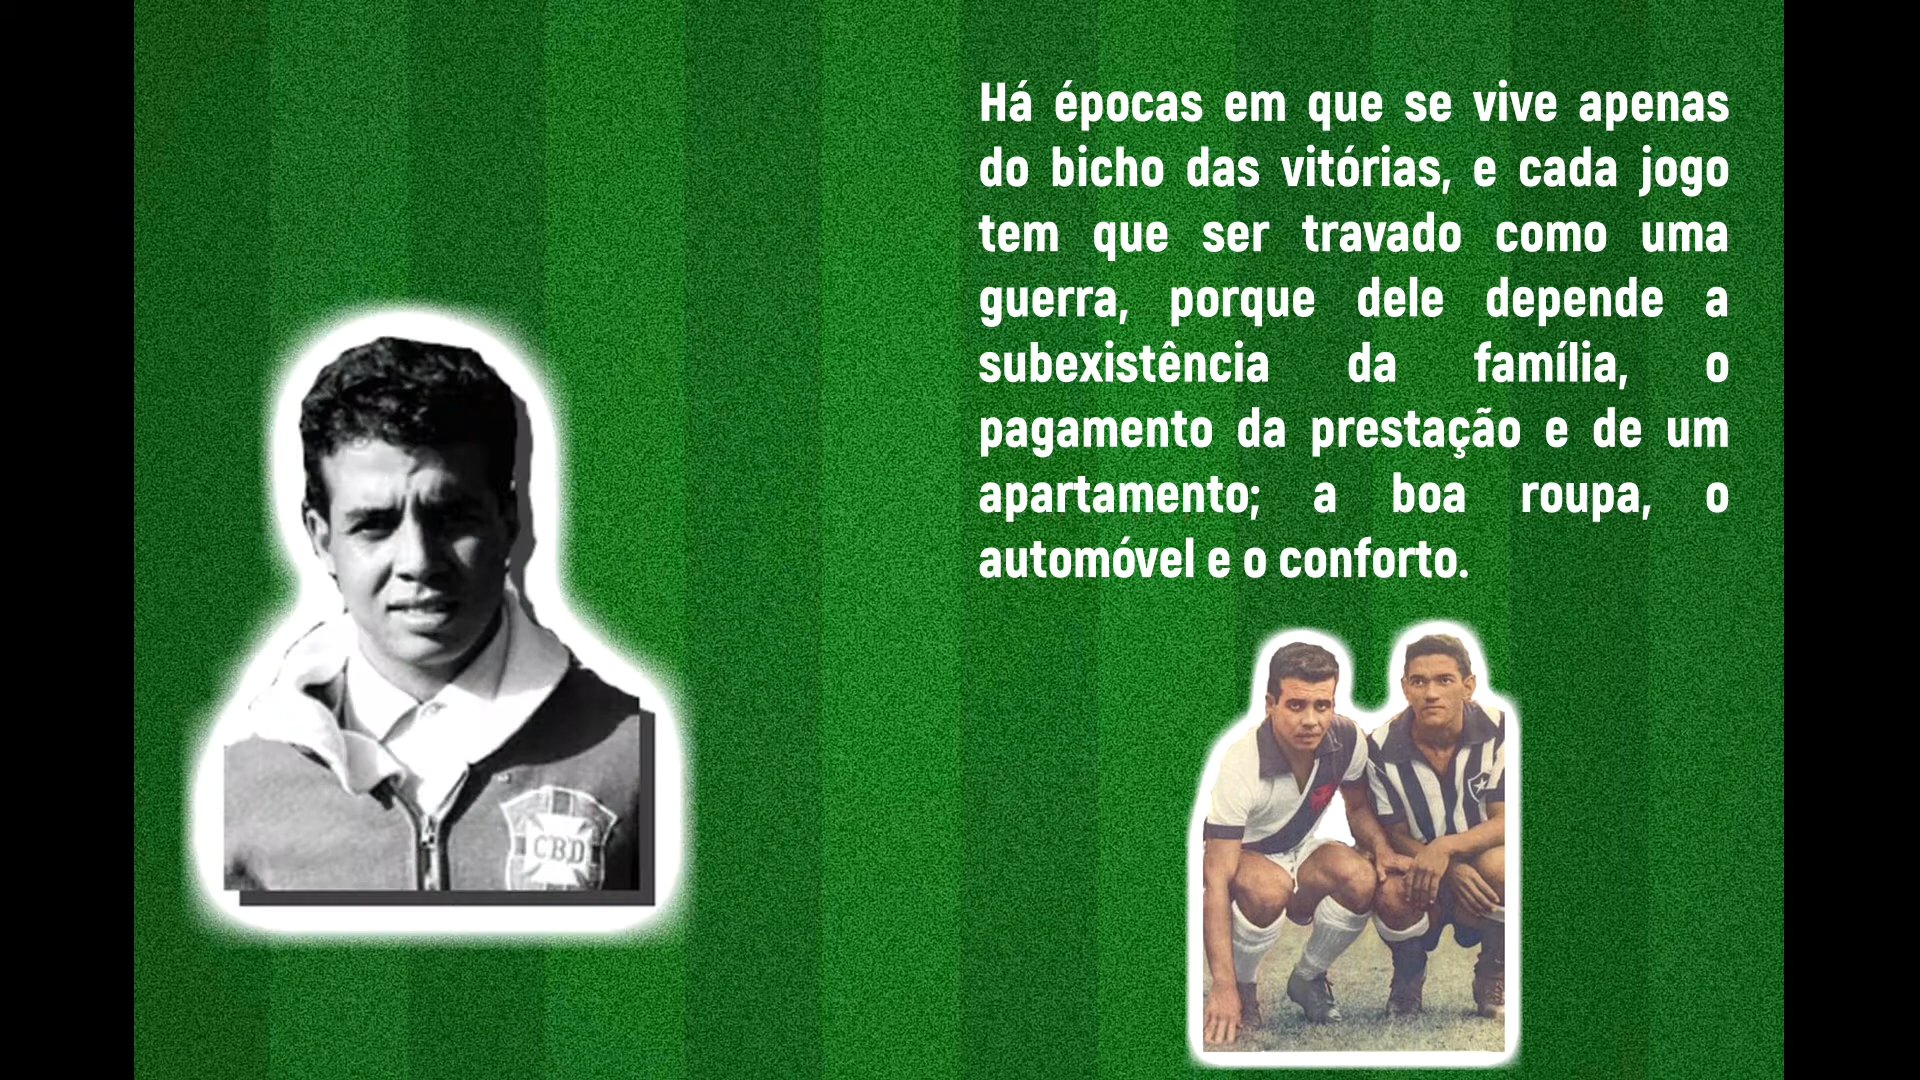 Há épocas em que se vive apenas
do bicho das vitórias, e cada jogo
tem que ser travado como uma
guerra, porque dele depende a
subexistência da família, o
pagamento da prestação e de um
apartamento; a boa roupa, o
automóvel e o conforto.
CBD